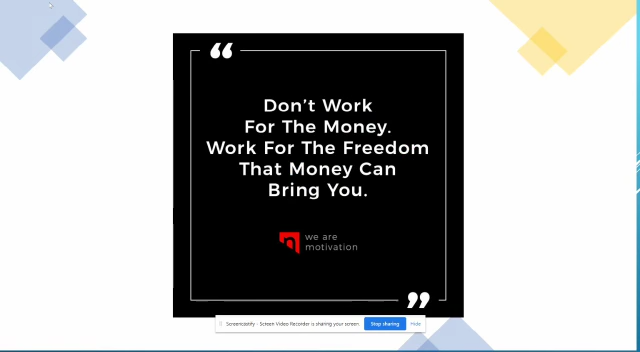 Don't Work
For The Money.
Work For The Freedom
That Money Can
Bring You.
we are
motivation
Screencastify - Screen Video Recorder is sharing your screen. Stop sharing Hide